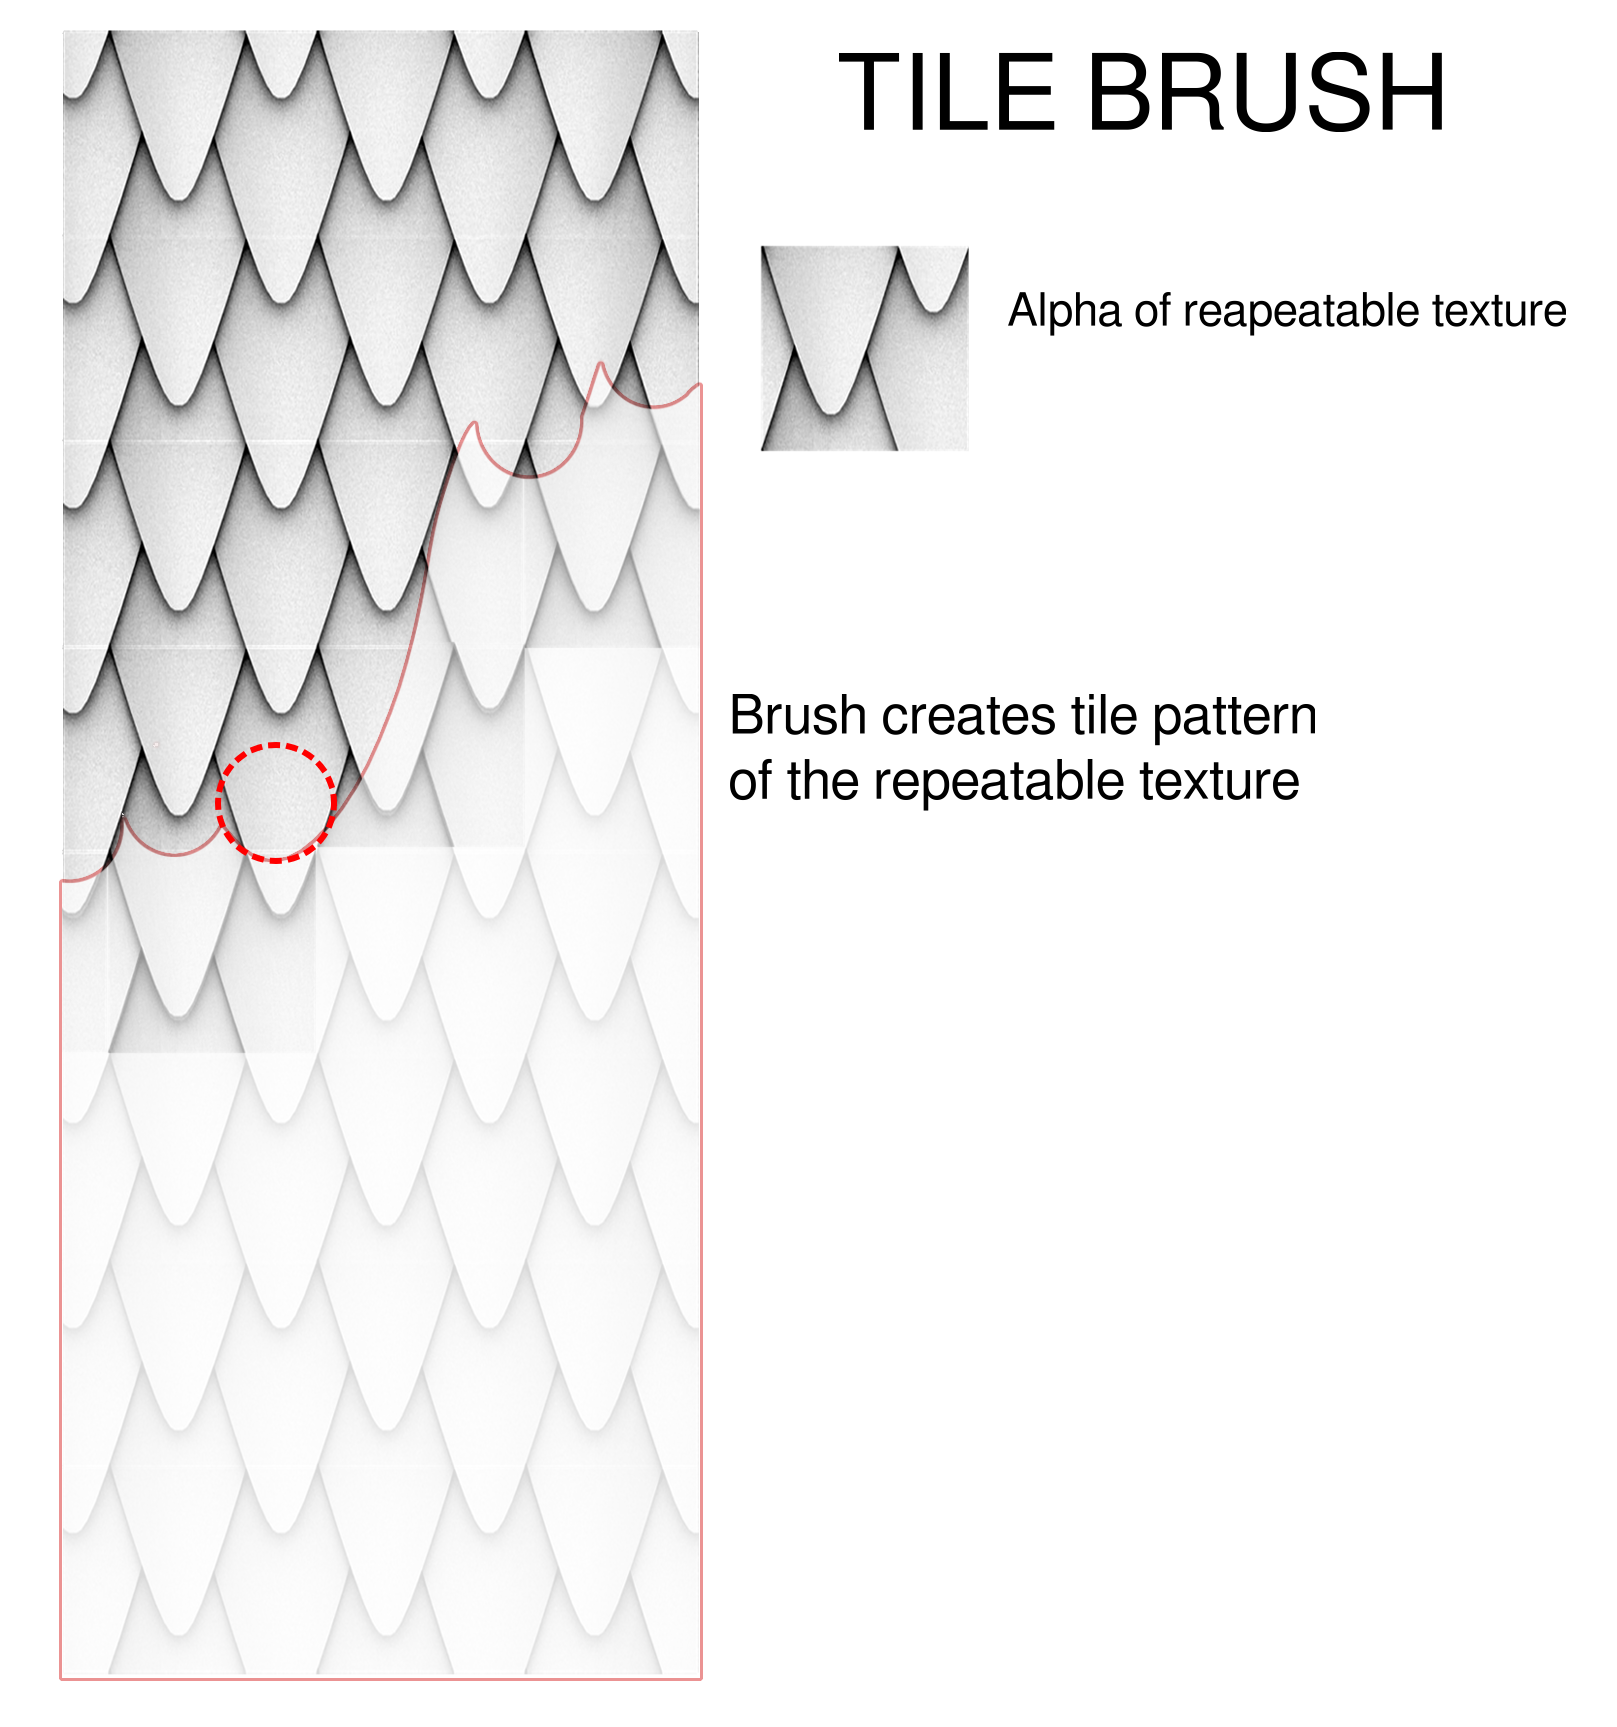 TILE BRUSH
Alpha of reapeatable texture
Brush creates tile pattern
of the repeatable texture